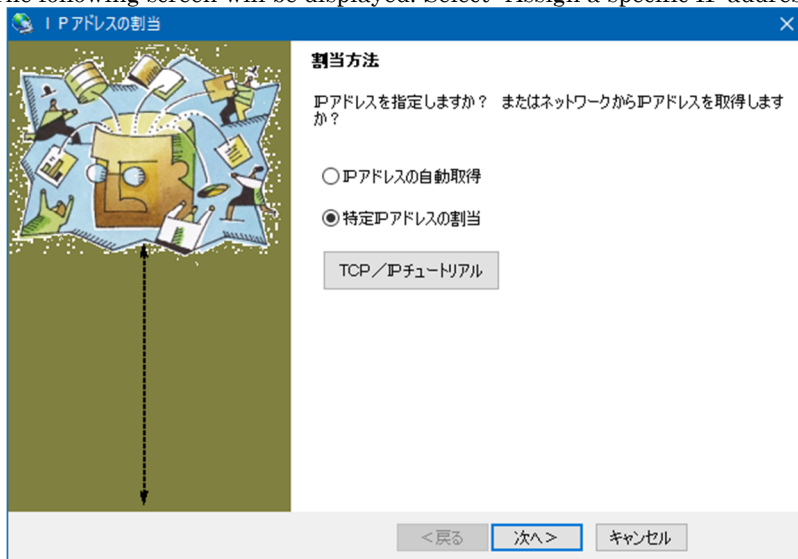 The following screen will be displayed. Select "Assign a specific IP addres
ＩＰアドレスの割当
割当方法
IPアドレスを指定しますか？　またはネットワークからIPアドレスを取得します
か？
IPアドレスの自動取得
特定IPアドレスの割当
TCP／IPチュートリアル
＜戻る 次へ＞ キャンセル